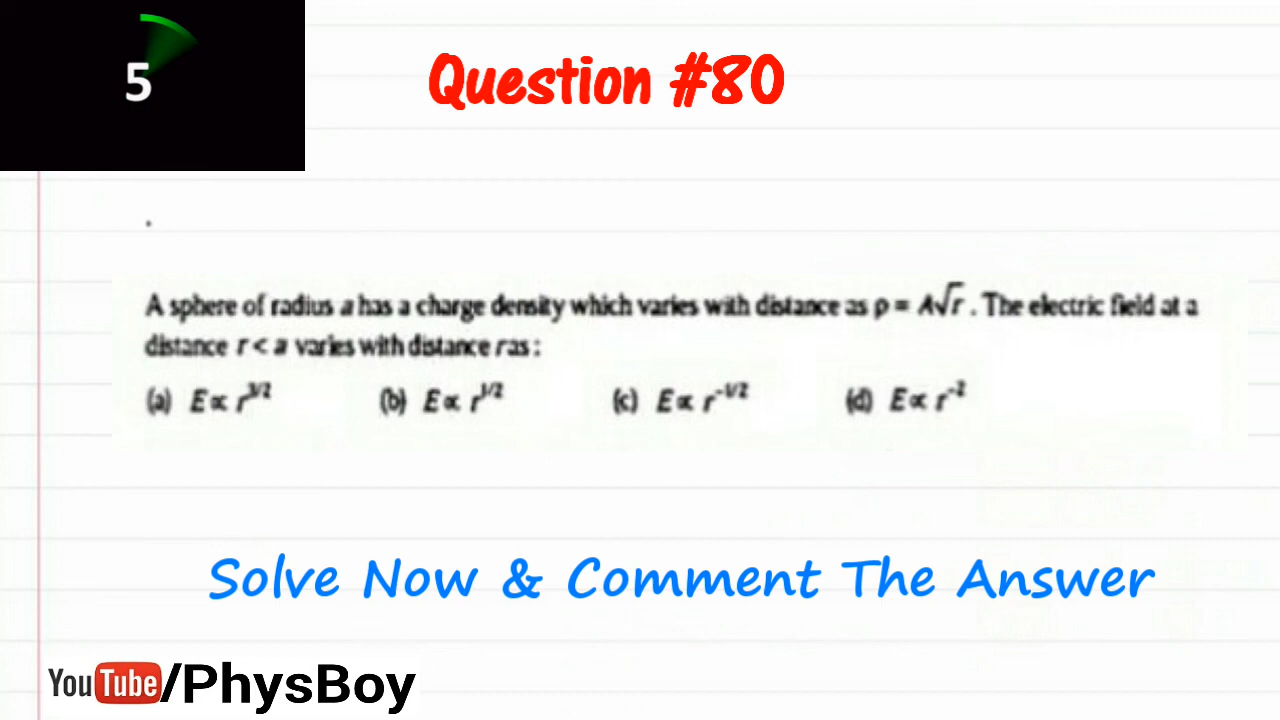 5
Question #80
A sphere of radius a has a charge density which varies with distance as ρ = A√r . The electric field at a
distance r < a varies with distance r as :
(a) E ∝ r^3/2 (b) E ∝ r^1/2 (c) E ∝ r^-1/2 (d) E ∝ r^-2
Solve Now & Comment The Answer
YouTube/PhysBoy